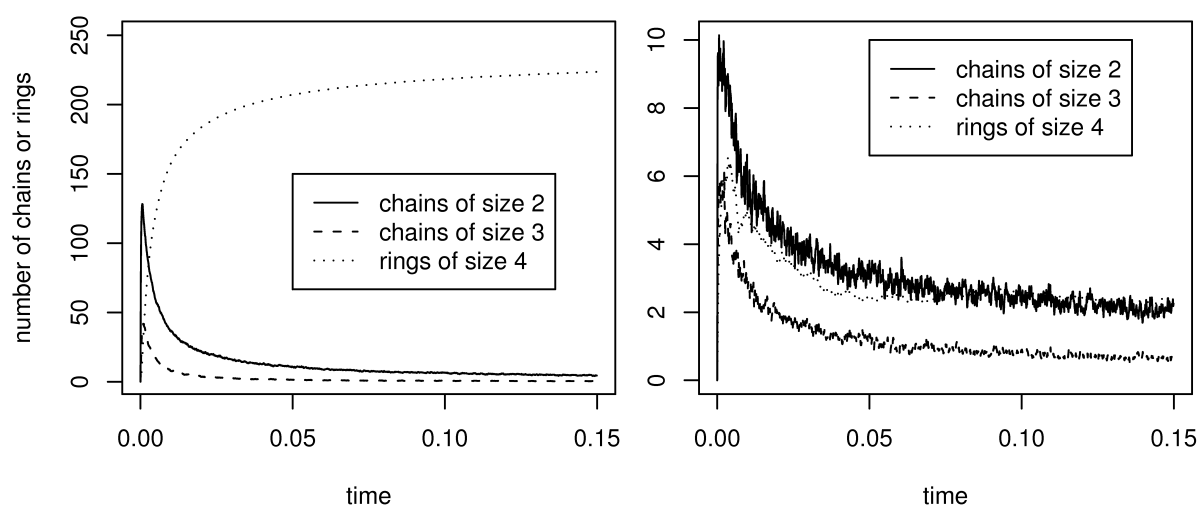 number of chains or rings
250
200
150
100
50
0
chains of size 2
chains of size 3
rings of size 4
0.00
0.05
0.10
0.15
time
10
8
6
4
2
0
chains of size 2
chains of size 3
rings of size 4
0.00
0.05
0.10
0.15
time